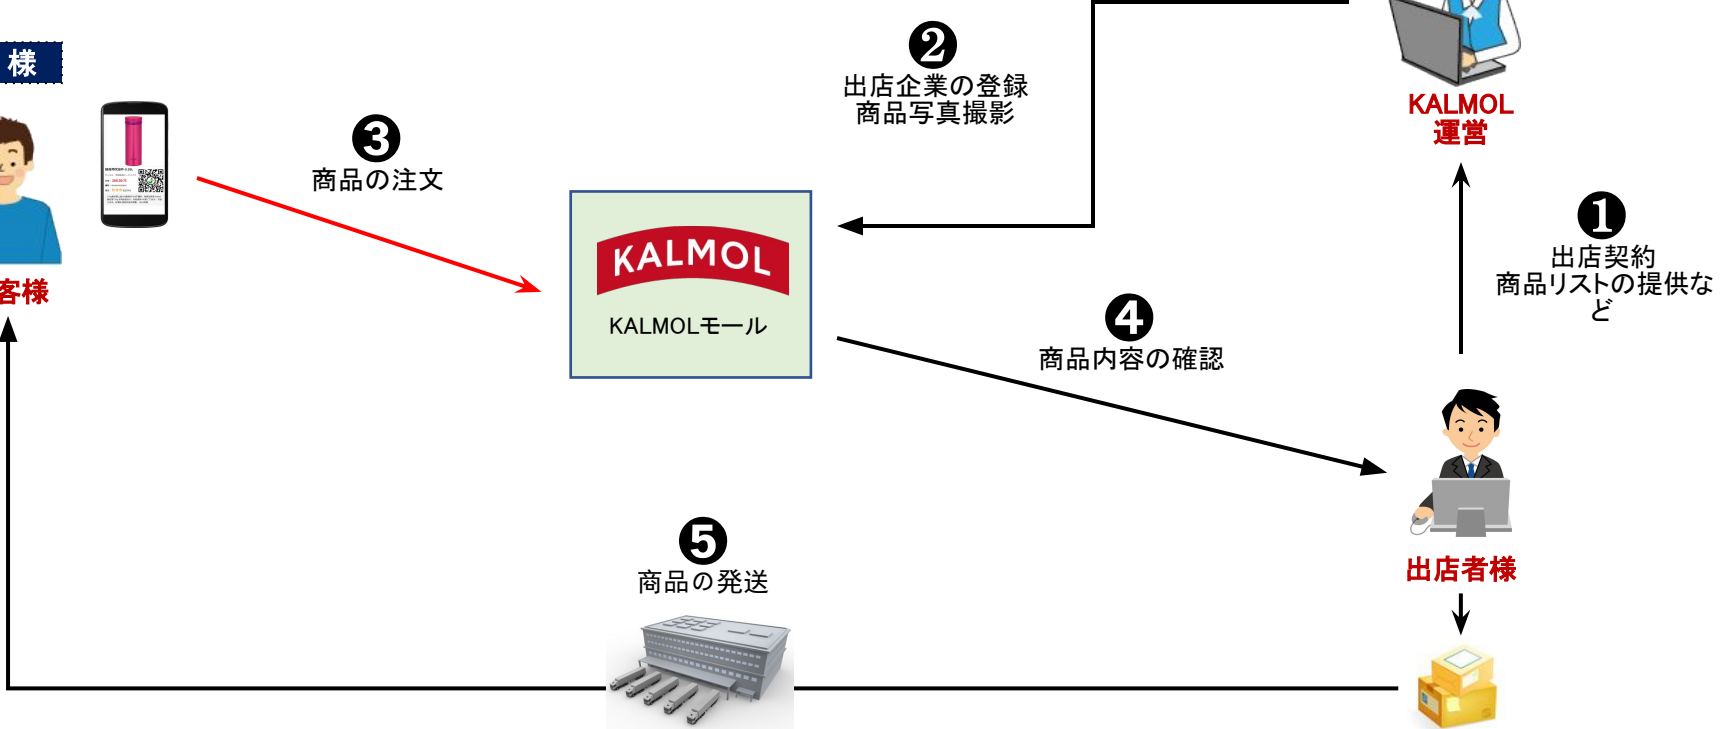 様
❷
出店企業の登録
商品写真撮影
KALMOL
運営
❸
商品の注文
❶
出店契約
商品リストの提供な
ど
KALMOL
KALMOLモール
客様
❹
商品内容の確認
❺
商品の発送
出店者様